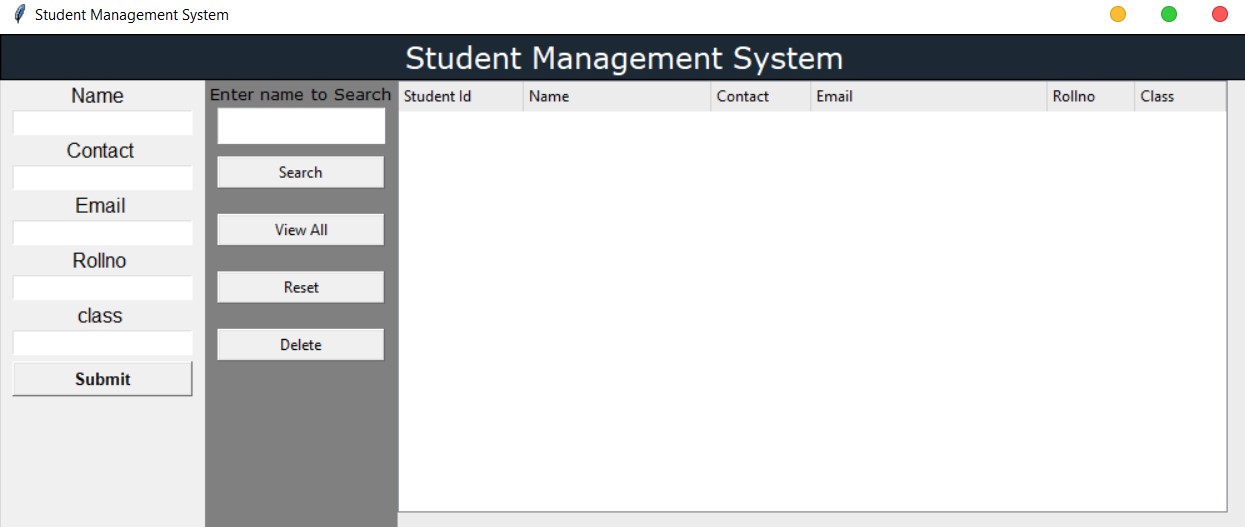 Student Management System
Student Management System
Name
Contact
Email
Rollno
class
Submit
Enter name to Search
Search
View All
Reset
Delete
Student Id Name Contact Email Rollno Class